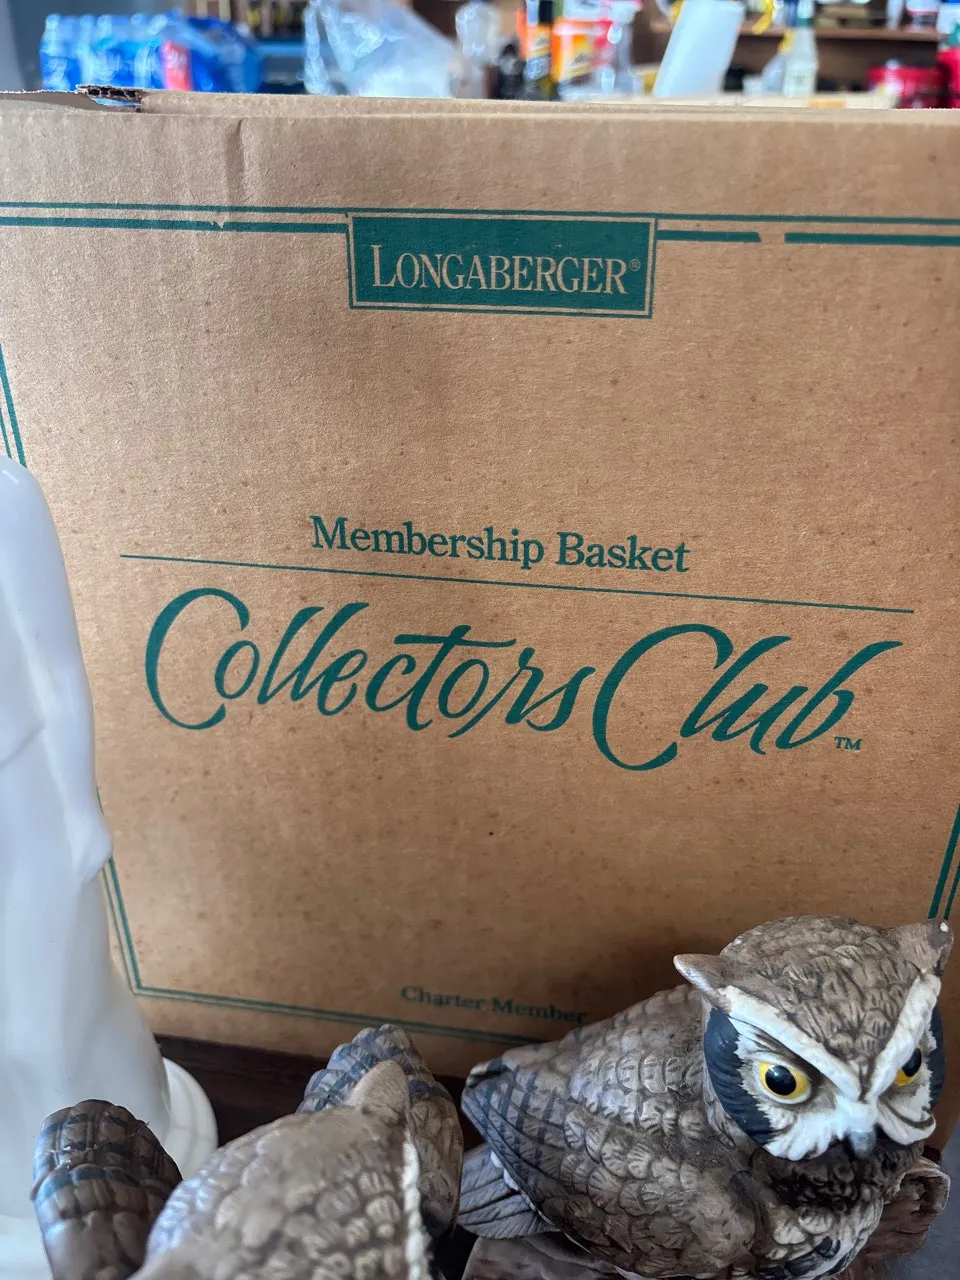 LONGABERGER®
Membership Basket
Collectors Club™
Charter Member